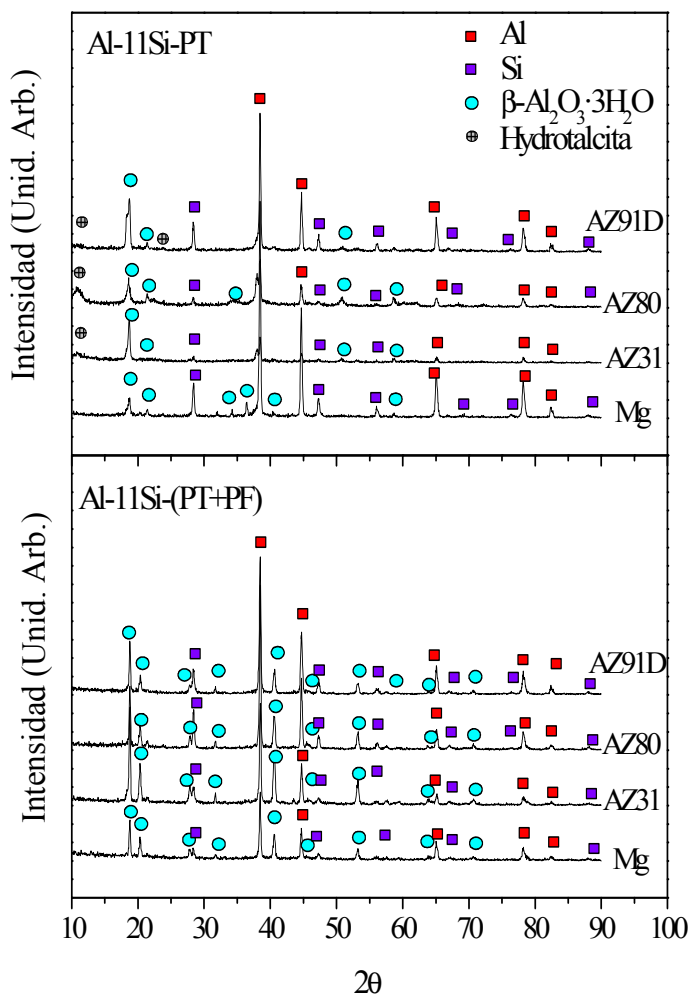 Al-11Si-PT
Al
Si
β-Al₂O₃·3H₂O
Hydrotalcita
AZ91D
AZ80
AZ31
Mg
Intensidad (Unid. Arb.)
Al-11Si-(PT+PF)
AZ91D
AZ80
AZ31
Mg
Intensidad (Unid. Arb.)
10 20 30 40 50 60 70 80 90 100
2θ